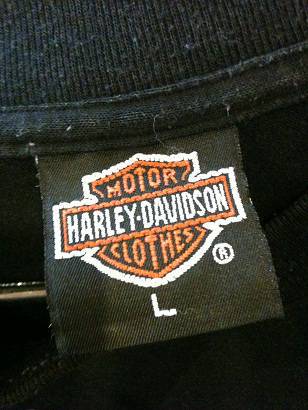 MOTOR
HARLEY-DAVIDSON
CLOTHES
®
L